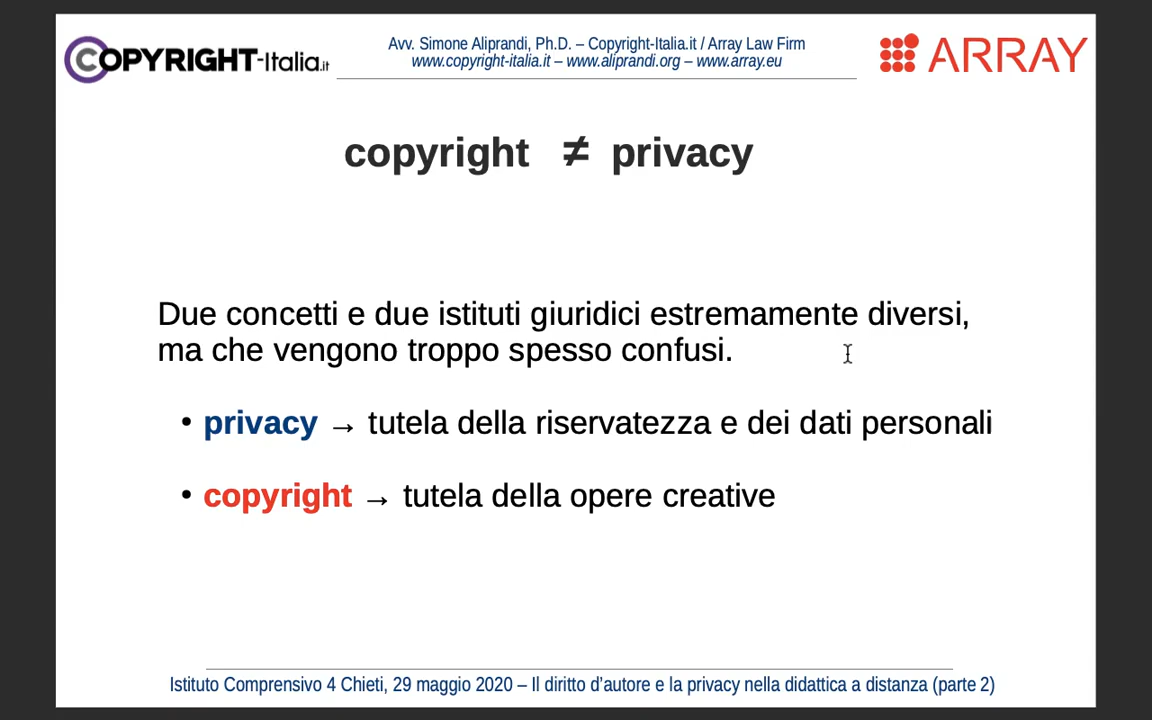 COPYRIGHT-Italia.it
Avv. Simone Aliprandi, Ph.D. – Copyright-Italia.it / Array Law Firm
www.copyright-italia.it – www.aliprandi.org – www.array.eu
ARRAY
copyright ≠ privacy
Due concetti e due istituti giuridici estremamente diversi,
ma che vengono troppo spesso confusi.
• privacy → tutela della riservatezza e dei dati personali
• copyright → tutela della opere creative
Istituto Comprensivo 4 Chieti, 29 maggio 2020 – Il diritto d'autore e la privacy nella didattica a distanza (parte 2)